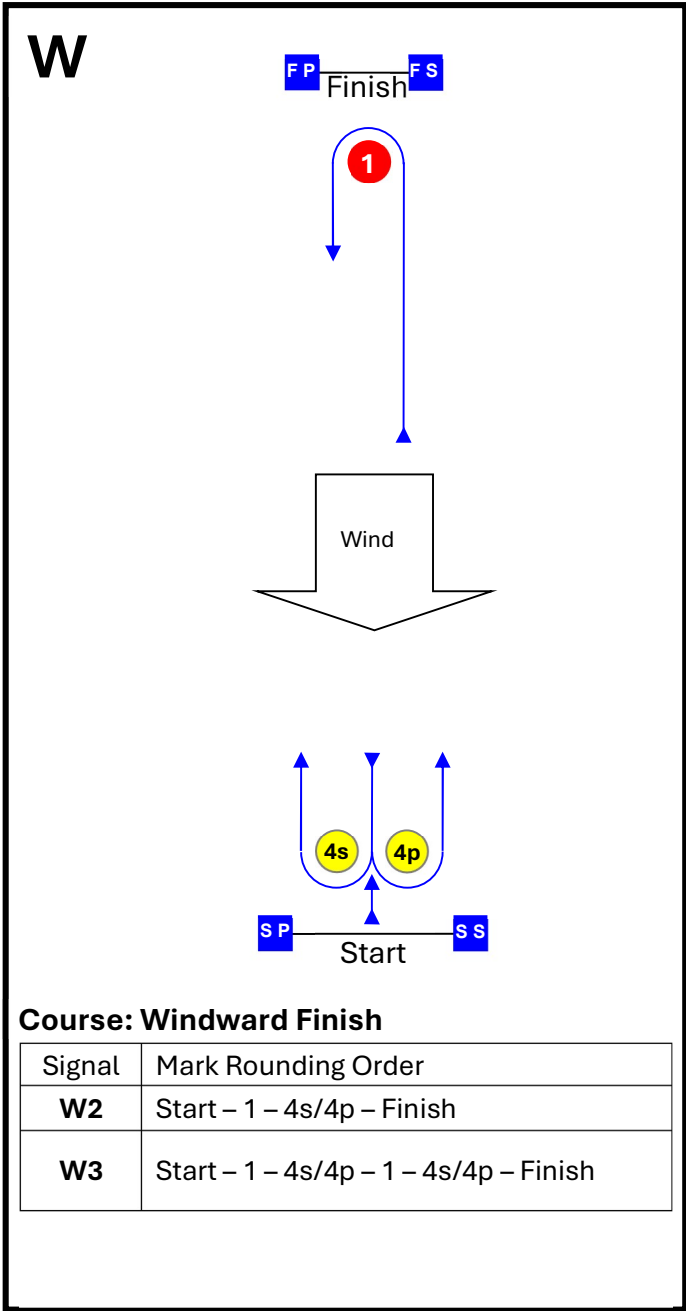 W
F P
F S
Finish
1
Wind
4s
4p
S P
S S
Start
Course: Windward Finish
Signal Mark Rounding Order
W2 Start – 1 – 4s/4p – Finish
W3 Start – 1 – 4s/4p – 1 – 4s/4p – Finish